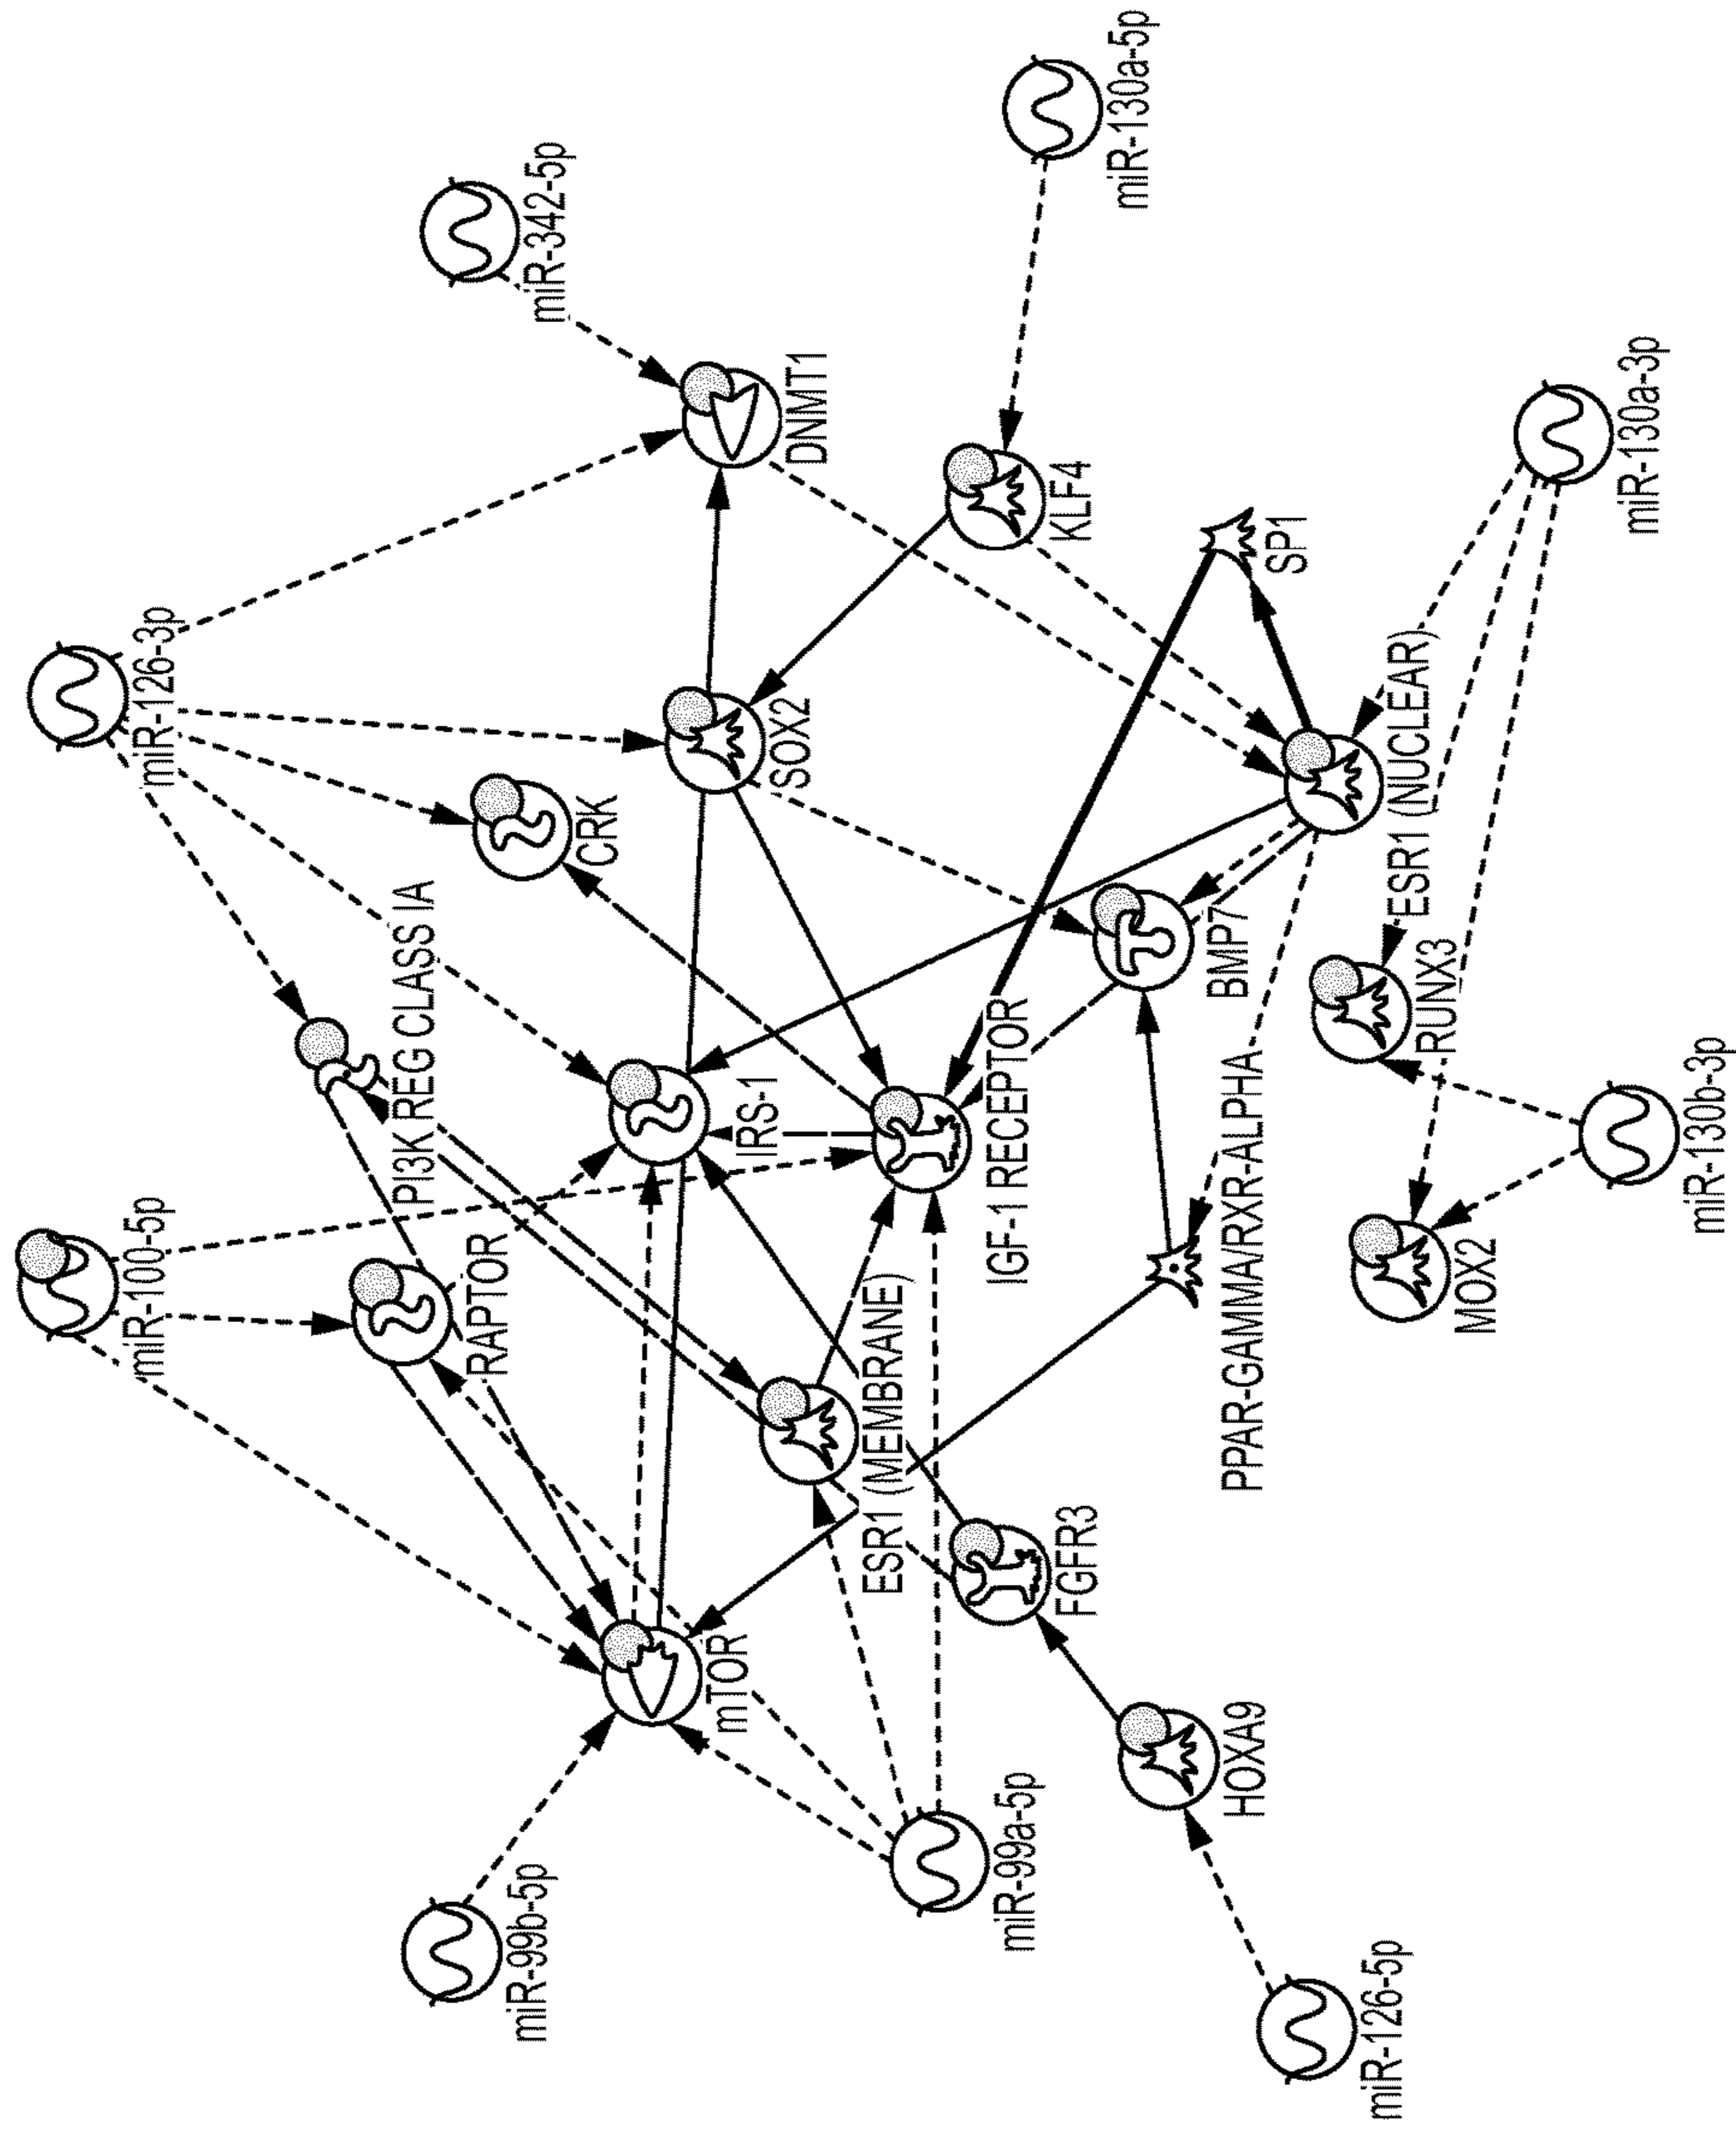 miR-100-5p
miR-126-3p
miR-99b-5p
RAPTOR
PI3K REG CLASS IA
miR-342-5p
CRK
mTOR
IRS-1
SOX2
DNMT1
miR-99a-5p
ESR1 (MEMBRANE)
IGF-1 RECEPTOR
KLF4
miR-130a-5p
FGFR3
HOXA9
PPAR-GAMMA/RXR-ALPHA
BMP7
SP1
miR-126-5p
MOX2
RUNX3
ESR1 (NUCLEAR)
miR-130b-3p
miR-130a-3p